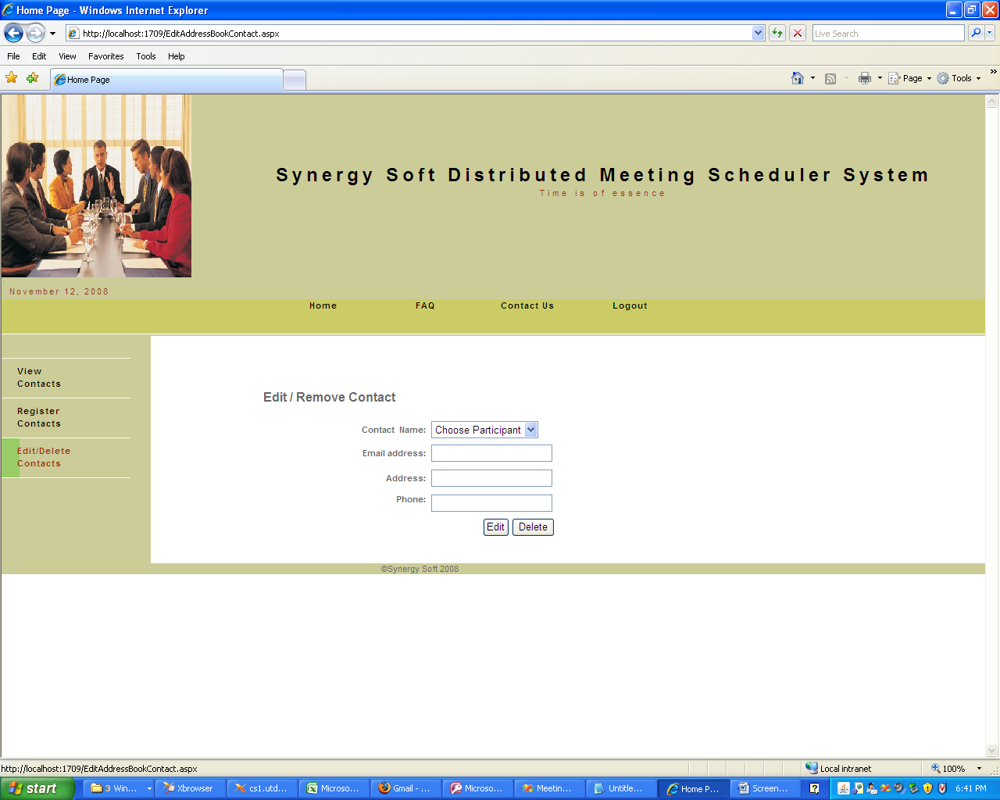 Home Page - Windows Internet Explorer
http://localhost:1709/EditAddressBookContact.aspx
Live Search
File Edit View Favorites Tools Help
Home Page
Page Tools
Synergy Soft Distributed Meeting Scheduler System
Time is of essence
November 12, 2008
Home FAQ Contact Us Logout
View
Contacts
Register
Contacts
Edit/Delete
Contacts
Edit / Remove Contact
Contact Name: Choose Participant
Email address:
Address:
Phone:
Edit Delete
©Synergy Soft 2008
http://localhost:1709/EditAddressBookContact.aspx Local intranet 100%
start 3 Win... Xbrowser cs1.utd... Microso... Gmail - ... Microso... Meetin... Untitle... Home P... Screen... 6:41 PM